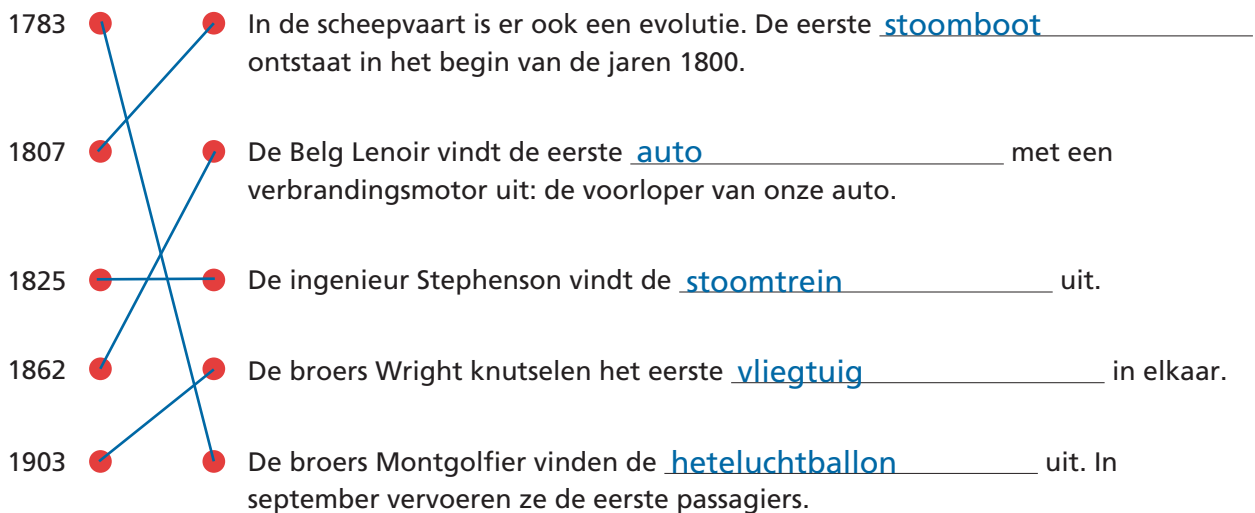 1783 In de scheepvaart is er ook een evolutie. De eerste stoomboot
ontstaat in het begin van de jaren 1800.
1807 De Belg Lenoir vindt de eerste auto met een
verbrandingsmotor uit: de voorloper van onze auto.
1825 De ingenieur Stephenson vindt de stoomtrein uit.
1862 De broers Wright knutselen het eerste vliegtuig in elkaar.
1903 De broers Montgolfier vinden de heteluchtballon uit. In
september vervoeren ze de eerste passagiers.